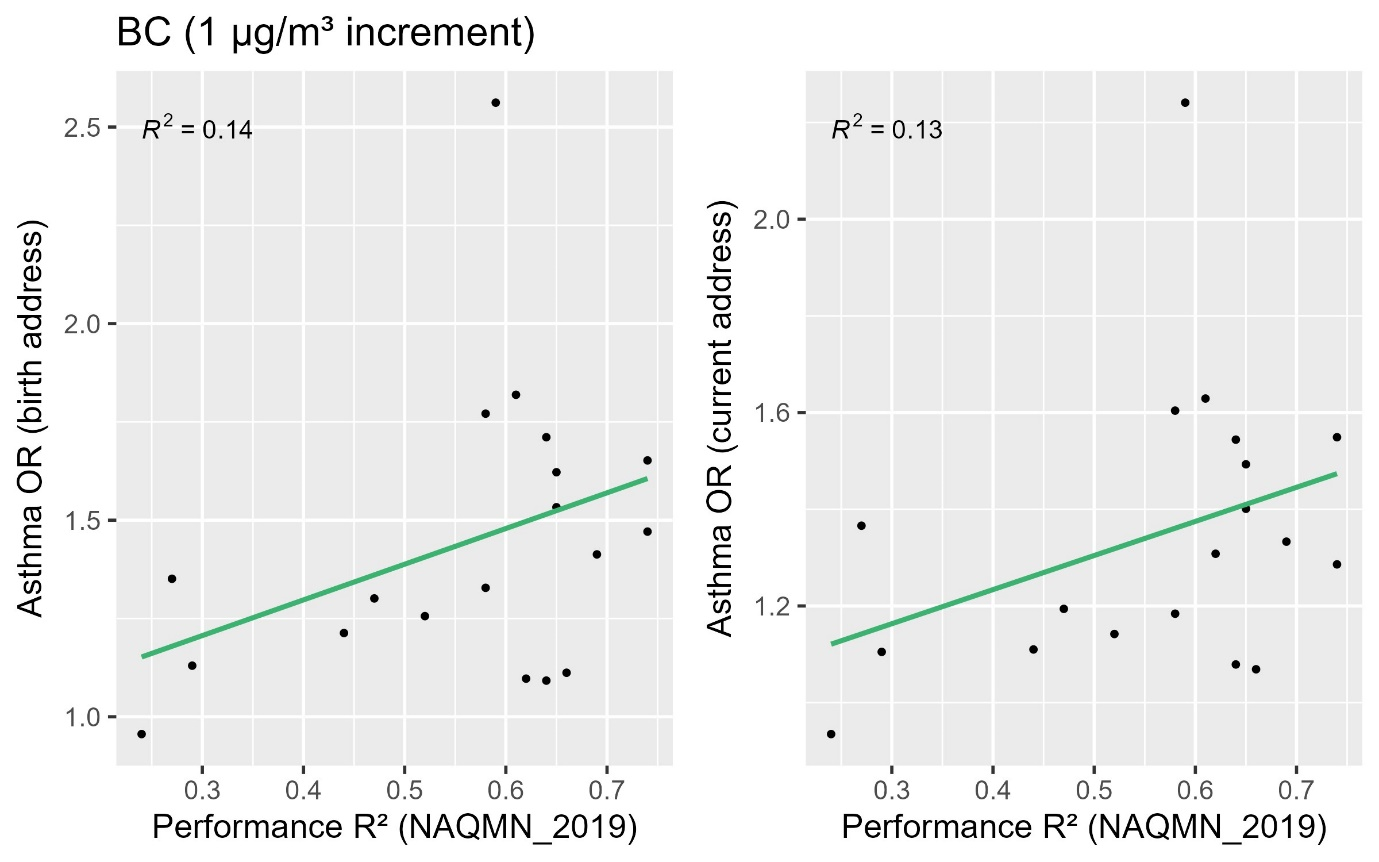 BC (1 µg/m³ increment)
R² = 0.14
2.5
2.0
1.5
1.0
Asthma OR (birth address)
0.3 0.4 0.5 0.6 0.7
Performance R² (NAQMN_2019)
R² = 0.13
2.0
1.6
1.2
Asthma OR (current address)
0.3 0.4 0.5 0.6 0.7
Performance R² (NAQMN_2019)